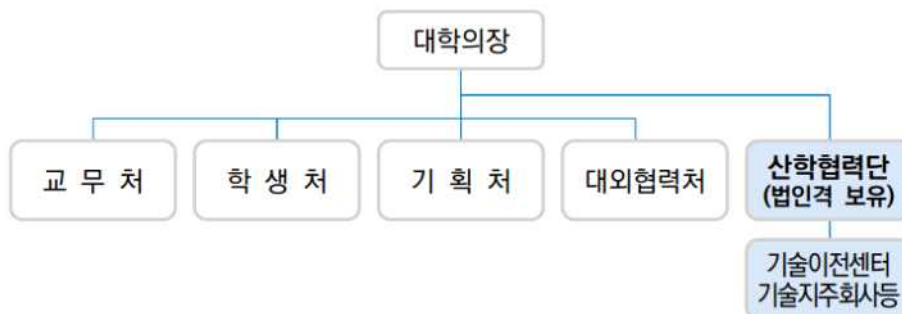 대학의장
교 무 처
학 생 처
기 획 처
대외협력처
산학협력단
(법인격 보유)
기술이전센터
기술지주회사등